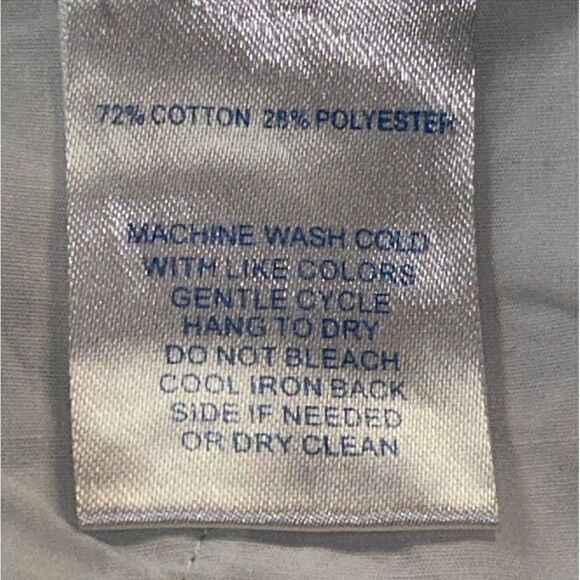 72% COTTON 28% POLYESTER
MACHINE WASH COLD
WITH LIKE COLORS
GENTLE CYCLE
HANG TO DRY
DO NOT BLEACH
COOL IRON BACK
SIDE IF NEEDED
OR DRY CLEAN